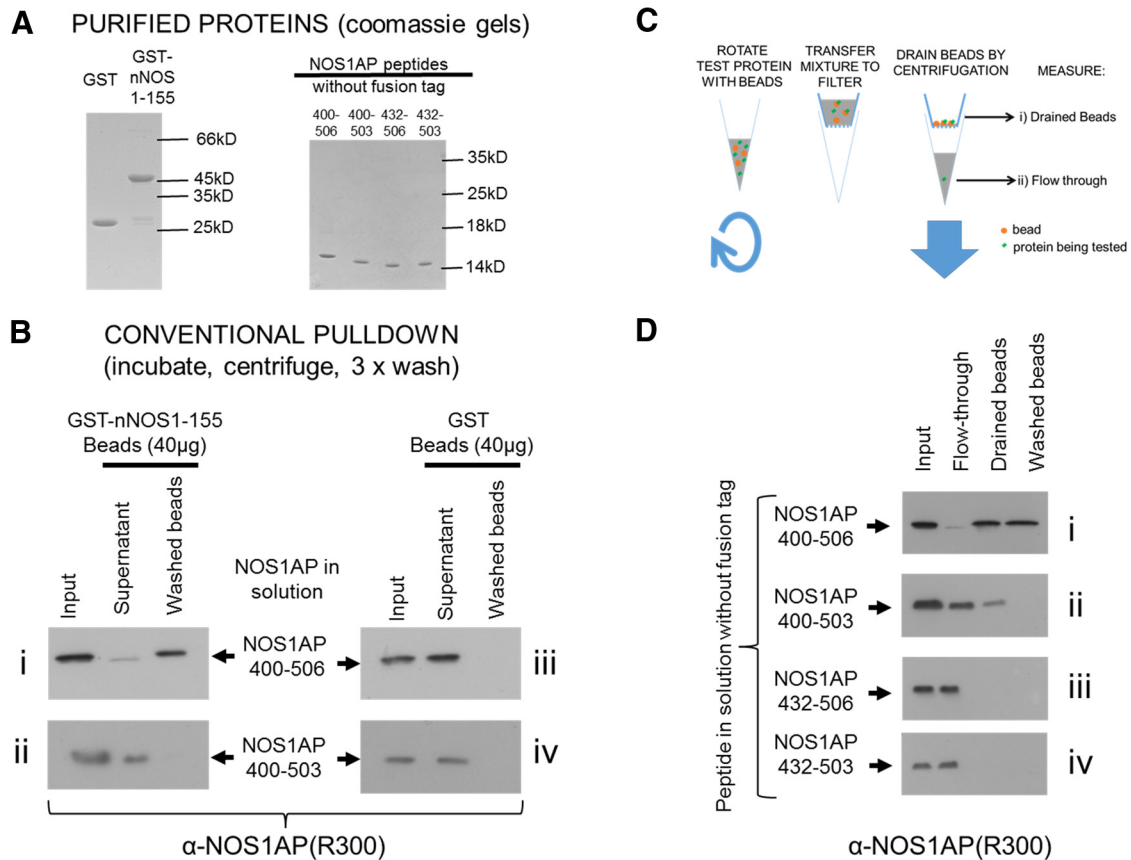 A
PURIFIED PROTEINS (coomassie gels)
GST
GST-
nNOS
1-155
66kD
45kD
35kD
25kD
NOS1AP peptides
without fusion tag
400-
506
400-
503
432-
506
432-
503
35kD
25kD
18kD
14kD
B
CONVENTIONAL PULLDOWN
(incubate, centrifuge, 3 x wash)
GST-nNOS1-155
Beads (40µg)
GST
Beads (40µg)
Input
Supernatant
Washed beads
NOS1AP in
solution
Input
Supernatant
Washed beads
i
NOS1AP
400-506
iii
ii
NOS1AP
400-503
iv
α-NOS1AP(R300)
C
ROTATE
TEST PROTEIN
WITH BEADS
TRANSFER
MIXTURE TO
FILTER
DRAIN BEADS BY
CENTRIFUGATION
MEASURE:
i) Drained Beads
ii) Flow through
bead
protein being tested
D
Input
Flow-through
Drained beads
Washed beads
Peptide in solution without fusion tag
NOS1AP
400-506
i
NOS1AP
400-503
ii
NOS1AP
432-506
iii
NOS1AP
432-503
iv
α-NOS1AP(R300)